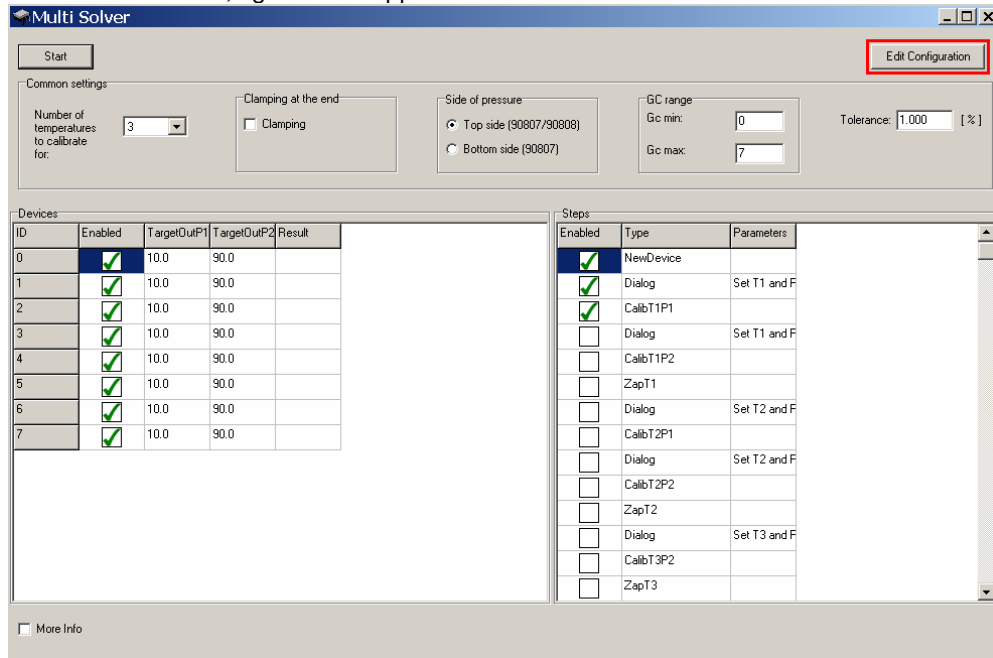 Multi Solver
Start
Edit Configuration
Common settings
Number of temperatures to calibrate for:
3
Clamping at the end
Clamping
Side of pressure
Top side (90807/90808)
Bottom side (90807)
GC range
Gc min: 0
Gc max: 7
Tolerance: 1.000 [ % ]
Devices
ID Enabled TargetOutP1 TargetOutP2 Result
0 10.0 90.0
1 10.0 90.0
2 10.0 90.0
3 10.0 90.0
4 10.0 90.0
5 10.0 90.0
6 10.0 90.0
7 10.0 90.0
Steps
Enabled Type Parameters
NewDevice
Dialog Set T1 and F
CalibT1P1
Dialog Set T1 and F
CalibT1P2
ZapT1
Dialog Set T2 and F
CalibT2P1
Dialog Set T2 and F
CalibT2P2
ZapT2
Dialog Set T3 and F
CalibT3P2
ZapT3
More Info